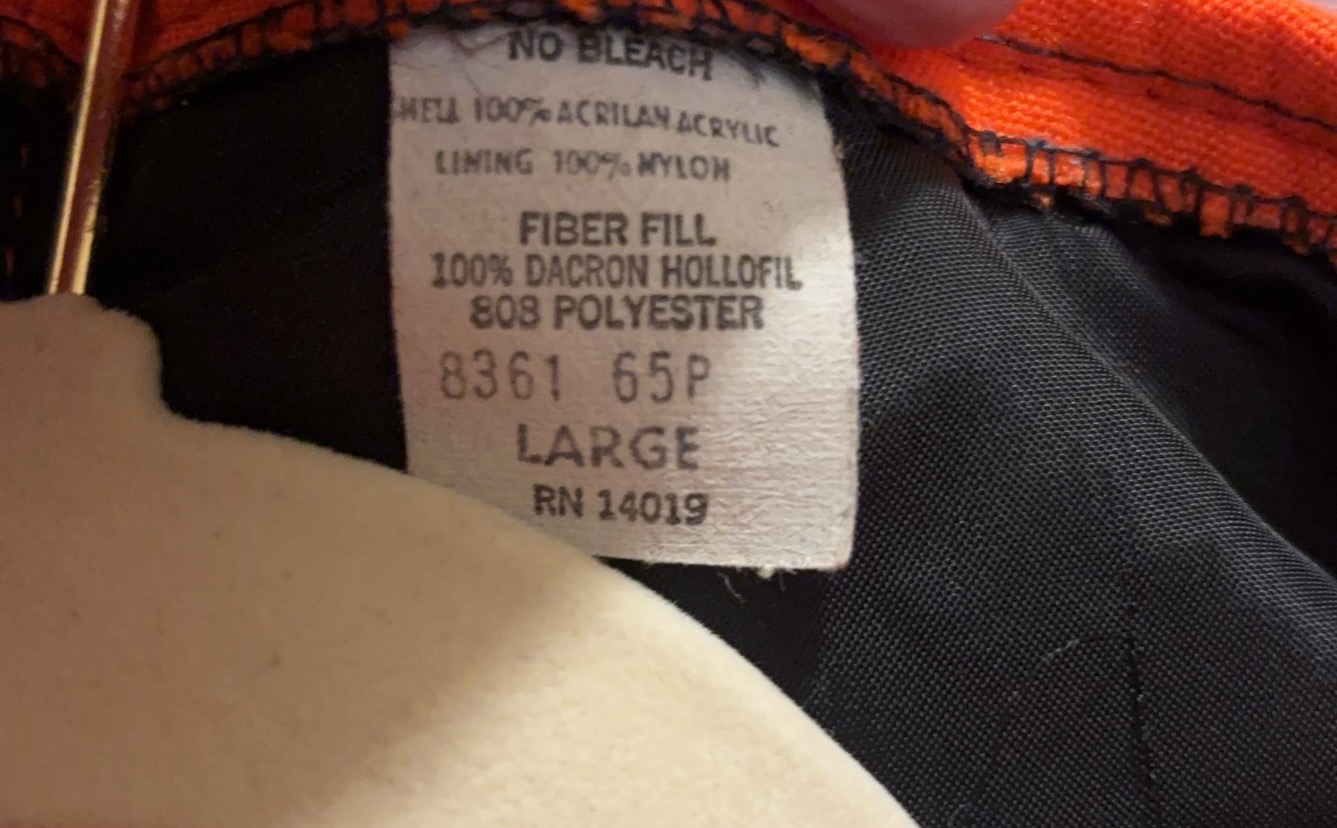 NO BLEACH
SHELL 100% ACRILAN ACRYLIC
LINING 100% NYLON
FIBER FILL
100% DACRON HOLLOFIL
808 POLYESTER
8361 65P
LARGE
RN 14019